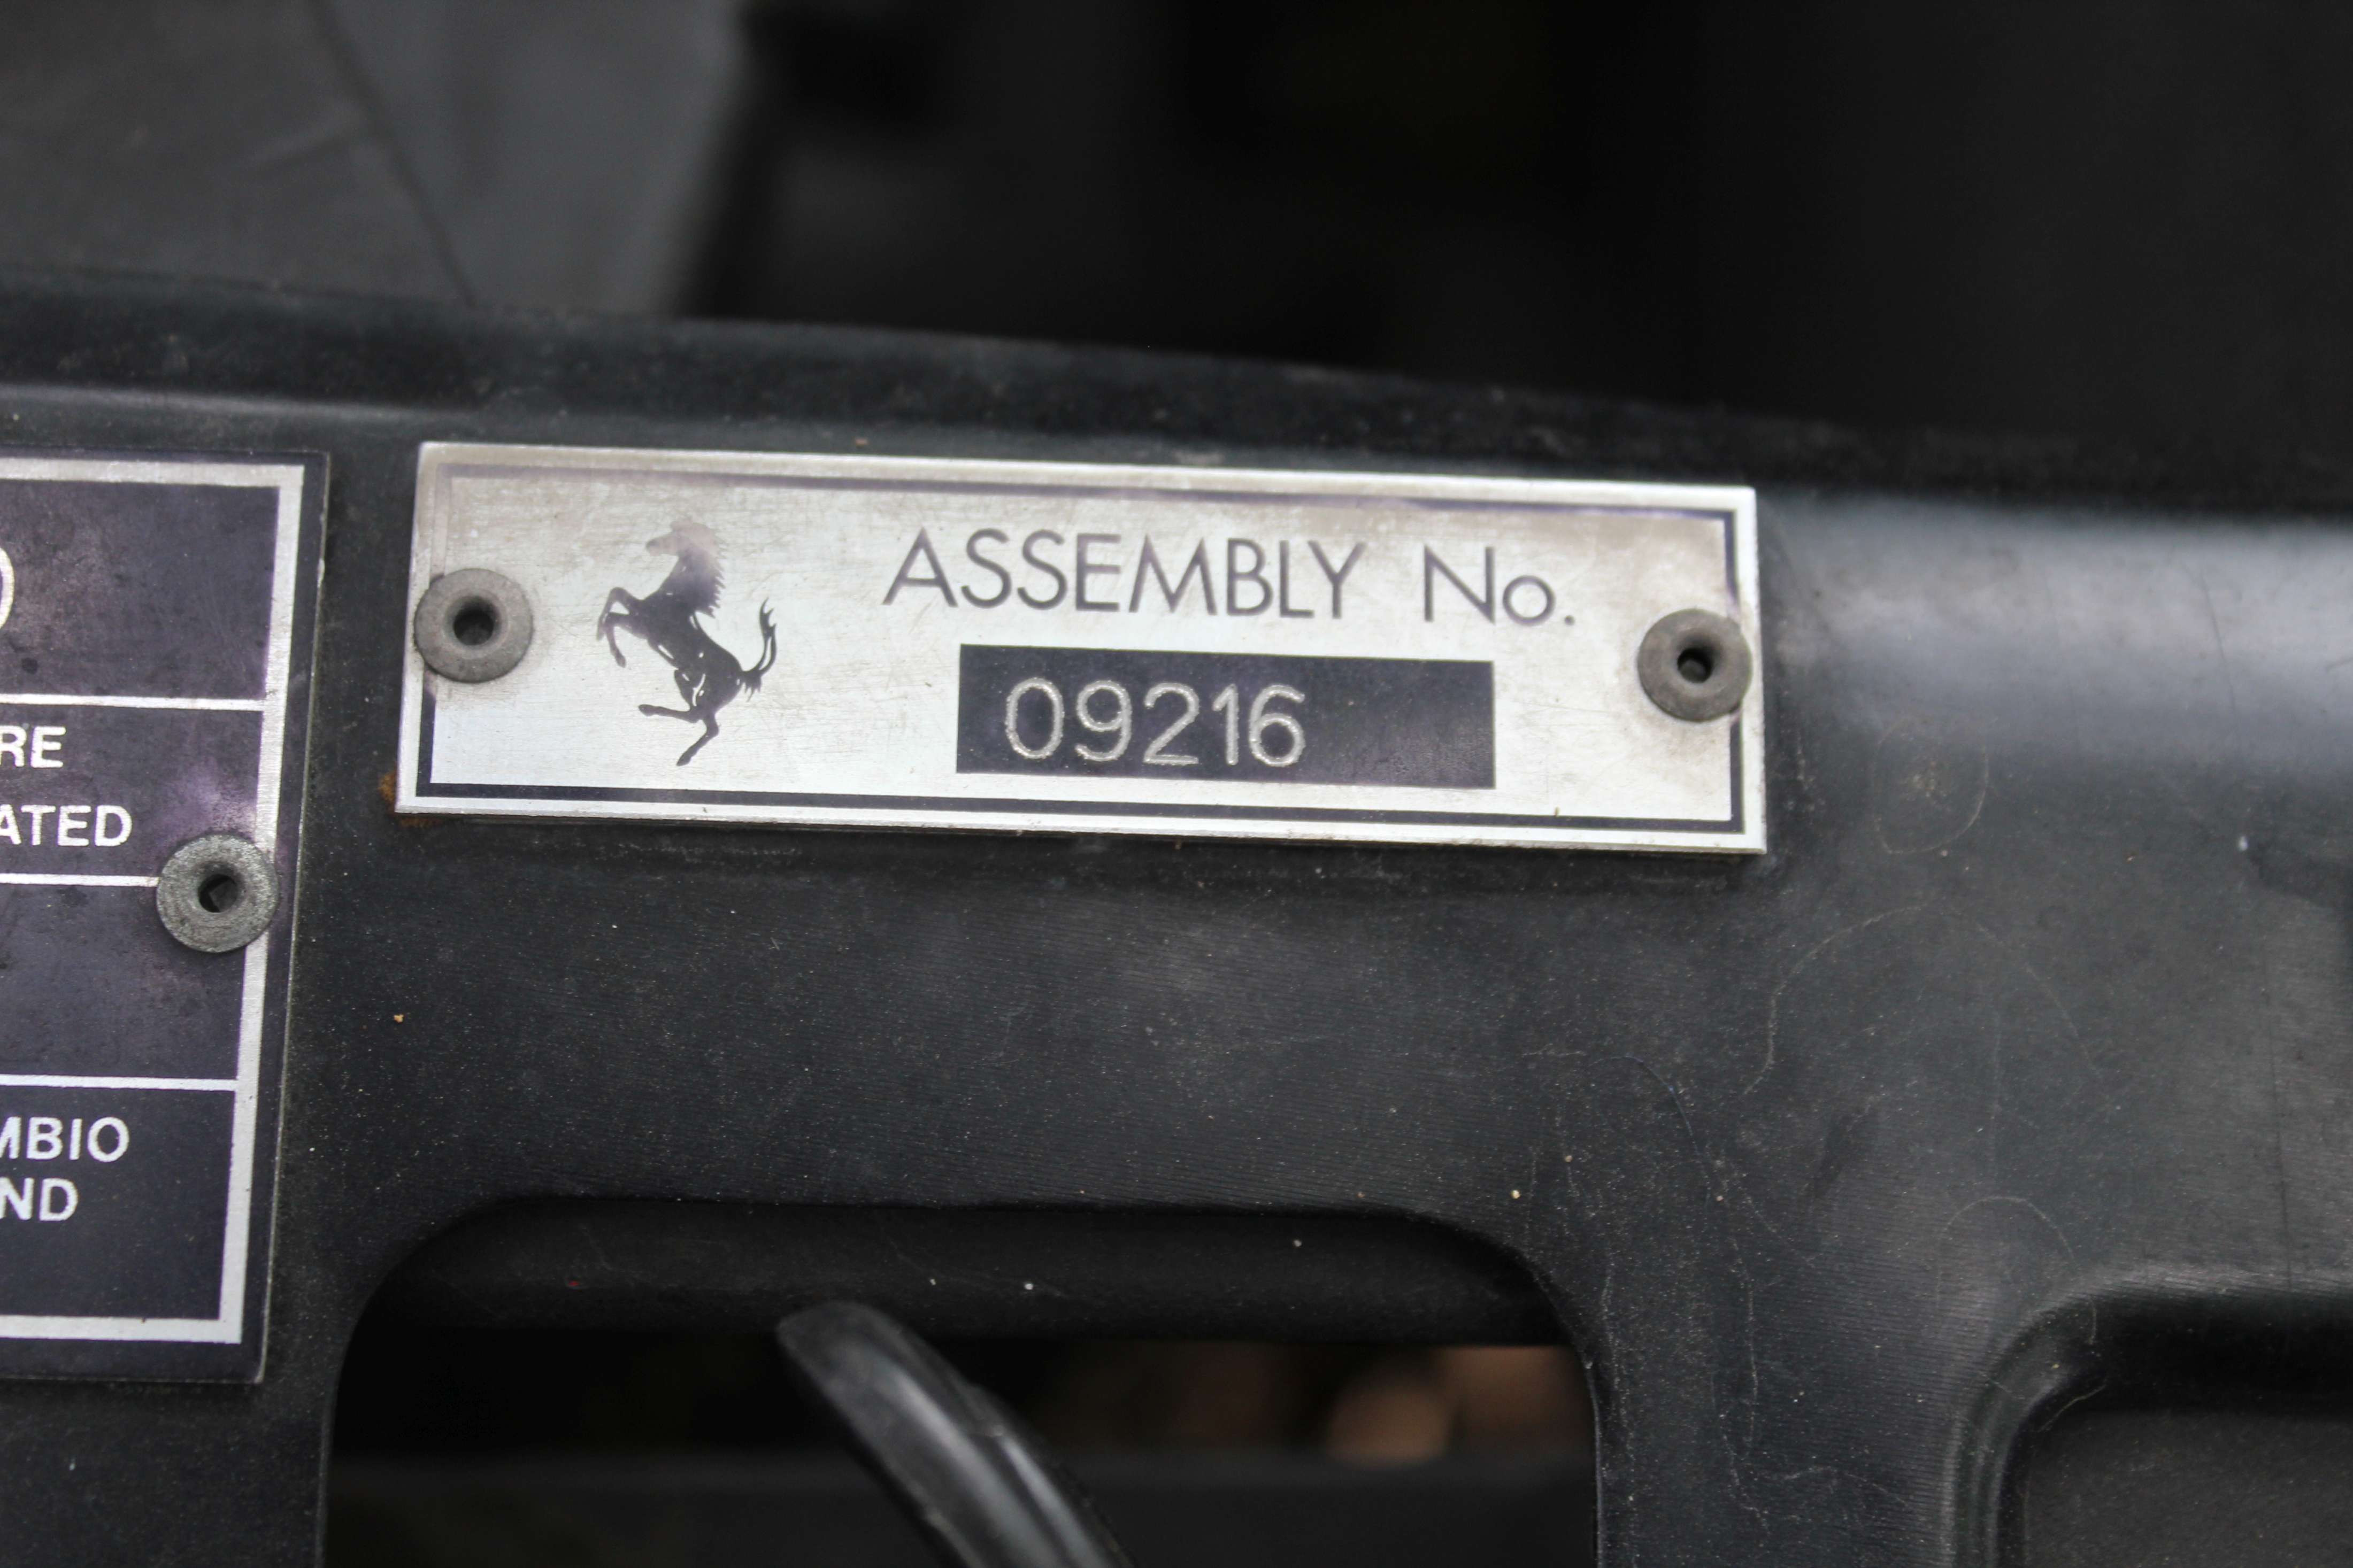 ASSEMBLY No.
09216
RE
ATED
MBIO
ND